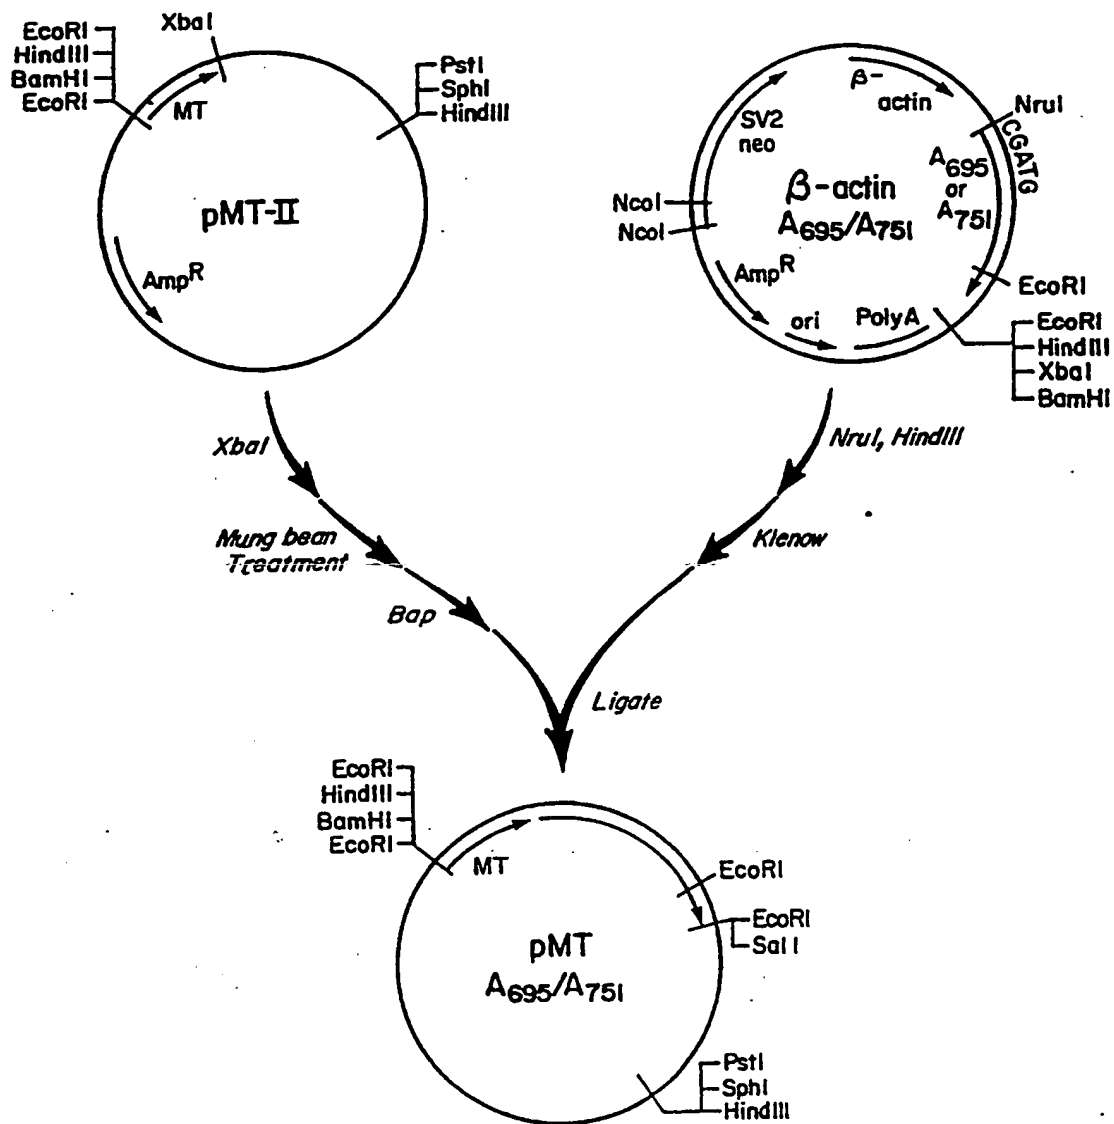 EcoRI
HindIII
BamHI
EcoRI
XbaI
MT
PstI
SphI
HindIII
pMT-II
AmpR
β-
actin
NruI
CGATG
SV2
neo
A695
or
A751
β-actin
A695/A751
NcoI
NcoI
AmpR
ori
PolyA
EcoRI
EcoRI
HindIII
XbaI
BamHI
XbaI
Mung bean
Treatment
Bap
NruI, HindIII
Klenow
Ligate
EcoRI
HindIII
BamHI
EcoRI
MT
EcoRI
EcoRI
SalI
pMT
A695/A751
PstI
SphI
HindIII